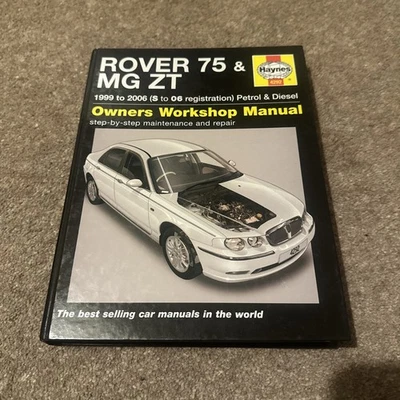 ROVER 75 &
MG ZT
Haynes
1999 to 2006 (S to 06 registration) Petrol & Diesel
Owners Workshop Manual
step-by-step maintenance and repair
The best selling car manuals in the world